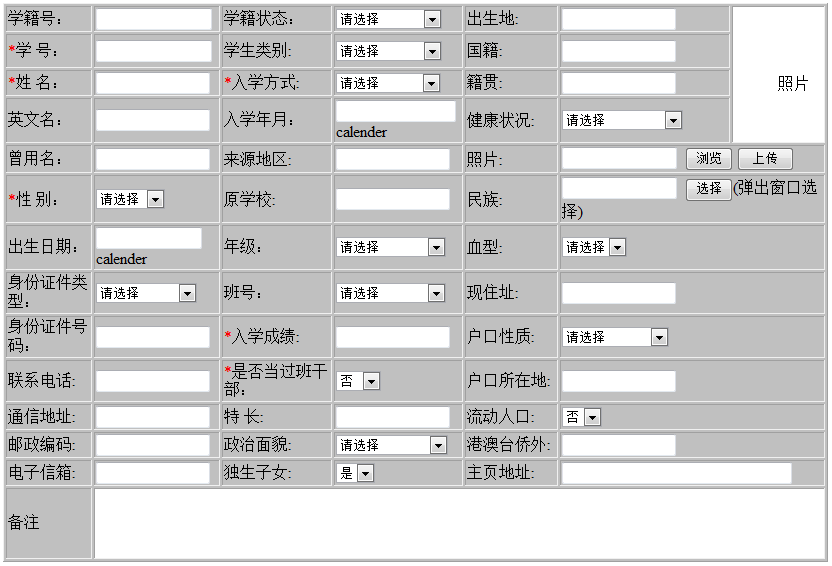 学籍号： 学籍状态： 请选择 出生地:
*学 号： 学生类别: 请选择 国籍:
*姓 名： *入学方式: 请选择 籍贯: 照片
英文名： 入学年月： calender 健康状况: 请选择
曾用名： 来源地区: 照片: 浏览 上传
*性 别： 请选择 原学校: 民族: 选择 (弹出窗口选
择)
出生日期： calender 年级： 请选择 血型: 请选择
身份证件类
型： 请选择 班号： 请选择 现住址:
身份证件号
码： *入学成绩: 户口性质: 请选择
联系电话: *是否当过班干
部： 否 户口所在地:
通信地址: 特 长: 流动人口: 否
邮政编码: 政治面貌: 请选择 港澳台侨外:
电子信箱: 独生子女: 是 主页地址:
备注